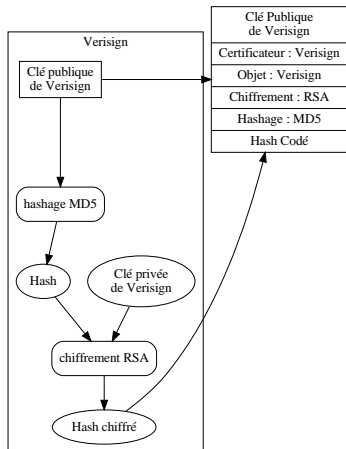 Verisign
Clé publique
de Verisign
hashage MD5
Hash
Clé privée
de Verisign
chiffrement RSA
Hash chiffré
Clé Publique
de Verisign
Certificateur : Verisign
Objet : Verisign
Chiffrement : RSA
Hashage : MD5
Hash Codé